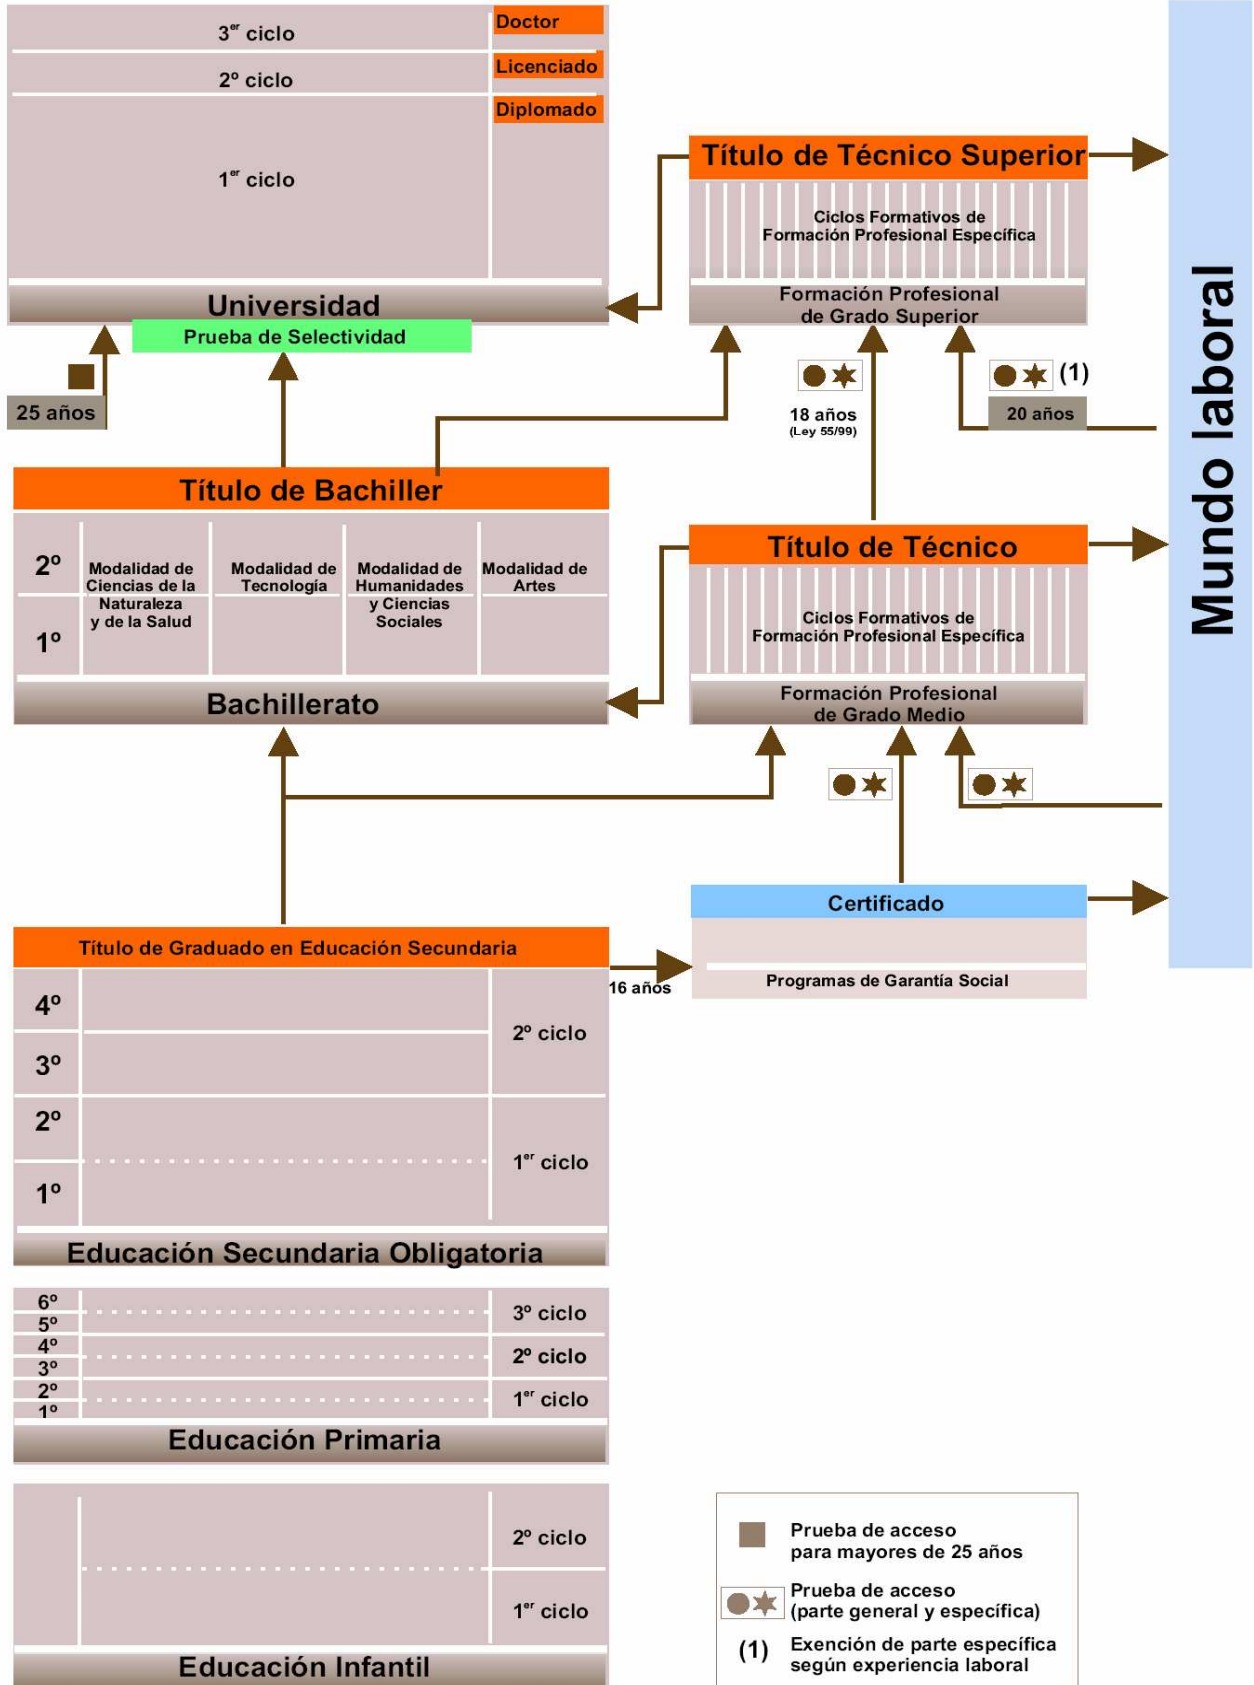 3er ciclo
Doctor
2º ciclo
Licenciado
Diplomado
1er ciclo
Universidad
Prueba de Selectividad
25 años
Título de Técnico Superior
Ciclos Formativos de
Formación Profesional Específica
Formación Profesional
de Grado Superior
18 años
(Ley 55/99)
(1)
20 años
Mundo laboral
Título de Bachiller
2º
1º
Modalidad de
Ciencias de la
Naturaleza
y de la Salud
Modalidad de
Tecnología
Modalidad de
Humanidades
y Ciencias
Sociales
Modalidad de
Artes
Bachillerato
Título de Técnico
Ciclos Formativos de
Formación Profesional Específica
Formación Profesional
de Grado Medio
Certificado
Programas de Garantía Social
16 años
Título de Graduado en Educación Secundaria
4º
3º
2º ciclo
2º
1º
1er ciclo
Educación Secundaria Obligatoria
6º
5º
3º ciclo
4º
3º
2º ciclo
2º
1º
1er ciclo
Educación Primaria
2º ciclo
1er ciclo
Educación Infantil
Prueba de acceso
para mayores de 25 años
Prueba de acceso
(parte general y específica)
(1) Exención de parte específica
según experiencia laboral